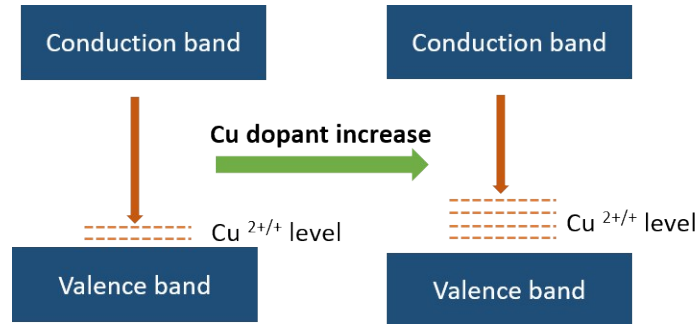 Conduction band
Conduction band
Cu dopant increase
Cu ²⁺/⁺ level
Cu ²⁺/⁺ level
Valence band
Valence band